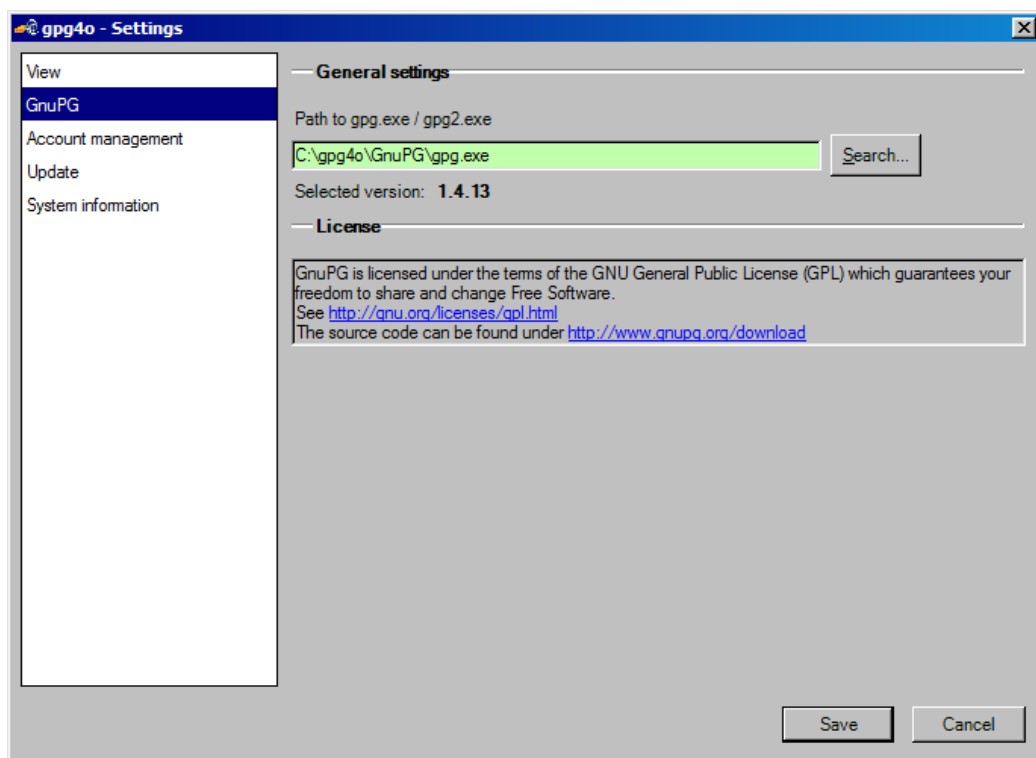 gpg4o - Settings
View
GnuPG
Account management
Update
System information
General settings
Path to gpg.exe / gpg2.exe
C:\gpg4o\GnuPG\gpg.exe
Search...
Selected version: 1.4.13
License
GnuPG is licensed under the terms of the GNU General Public License (GPL) which guarantees your
freedom to share and change Free Software.
See http://gnu.org/licenses/gpl.html
The source code can be found under http://www.gnupg.org/download
Save
Cancel